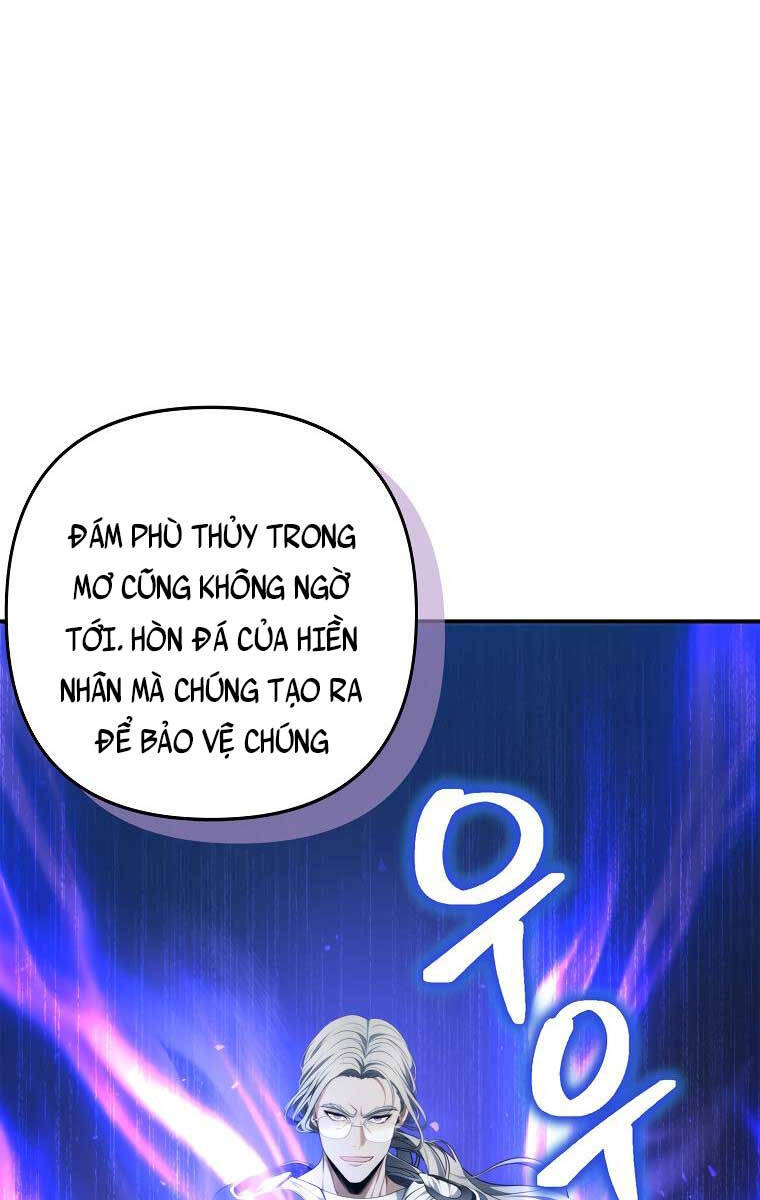 ĐÁM PHÙ THỦY TRONG
MƠ CŨNG KHÔNG NGỜ
TỚI. HÒN ĐÁ CỦA HIỀN
NHÂN MÀ CHÚNG TẠO RA
ĐỂ BẢO VỆ CHÚNG
우
우